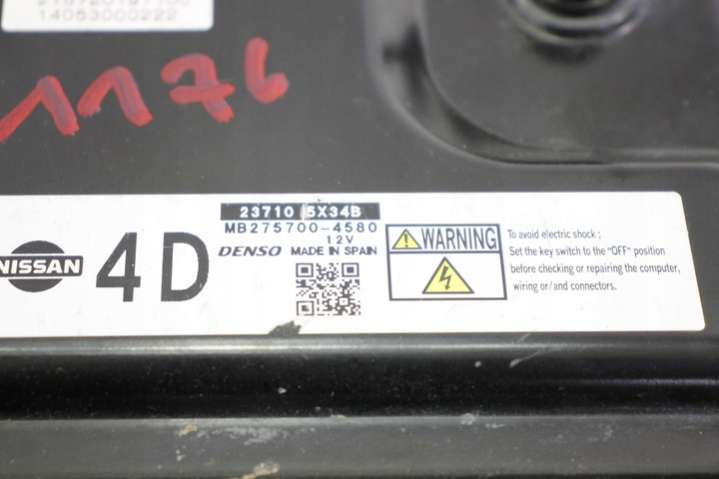 14053000222
1176
23710 5X34B
MB275700-4580
12V
DENSO MADE IN SPAIN
NISSAN
4D
WARNING
To avoid electric shock ;
Set the key switch to the "OFF" position
before checking or repairing the computer,
wiring or/and connectors.